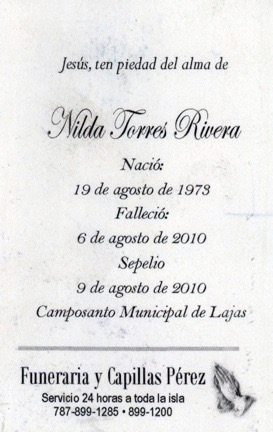 Jesús, ten piedad del alma de
Nilda Torres Rivera
Nació:
19 de agosto de 1973
Falleció:
6 de agosto de 2010
Sepelio
9 de agosto de 2010
Camposanto Municipal de Lajas
Funeraria y Capillas Pérez
Servicio 24 horas a toda la isla
787-899-1285 • 899-1200